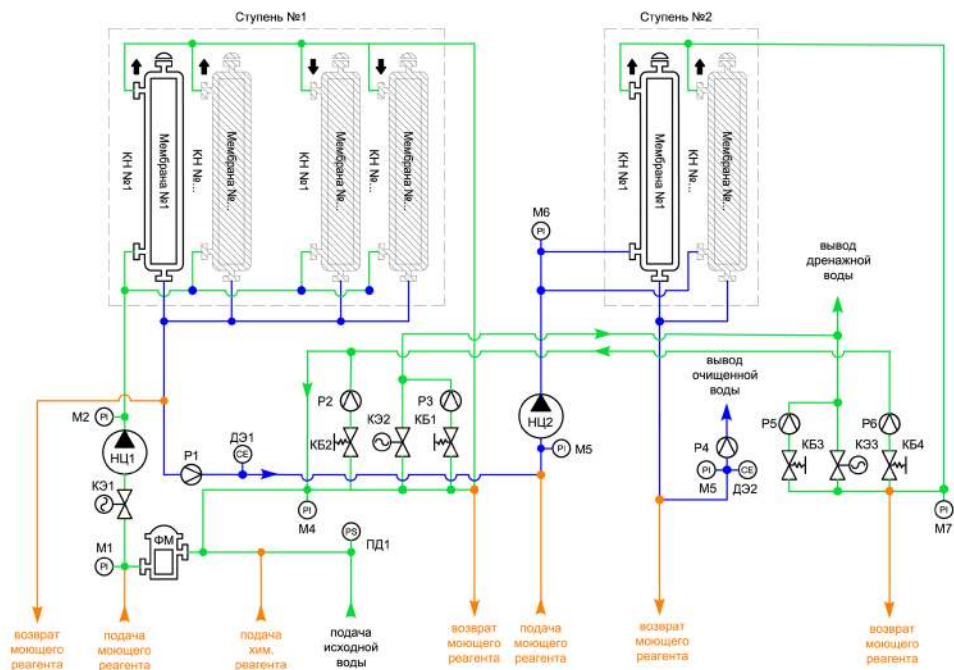 Ступень №1
Ступень №2
КН №1
Мембрана №1
КН №...
Мембрана №...
Мембрана №...
КН №...
Мембрана №...
КН №...
М6
PI
КН №1
Мембрана №1
КН №...
Мембрана №...
вывод
дренажной
воды
вывод
очищенной
воды
М2
PI
НЦ1
Р1
ДЭ1
CE
Р2
КБ2
КЭ2
Р3
КБ1
НЦ2
PI
М5
Р4
PI
CE
М5
ДЭ2
Р5
КБ3
КЭ3
Р6
КБ4
PI
М7
КЭ1
PI
М4
М1
PI
ФМ
PS
ПД1
возврат
моющего
реагента
подача
моющего
реагента
подача
хим.
реагента
подача
исходной
воды
возврат
моющего
реагента
подача
моющего
реагента
возврат
моющего
реагента
возврат
моющего
реагента